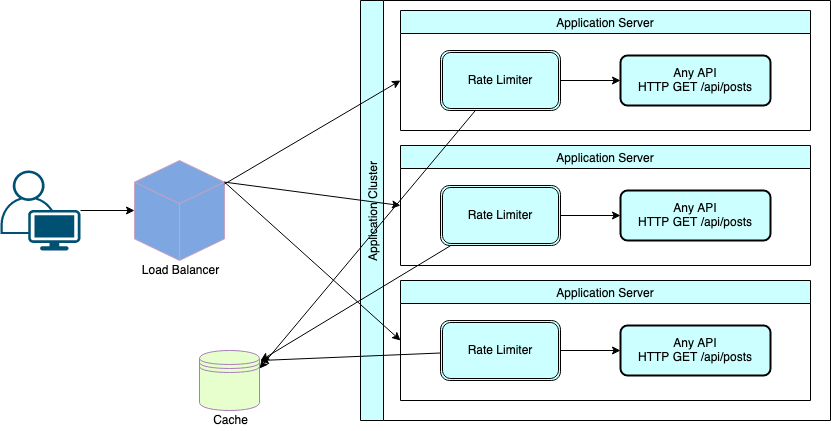 Application Server
Rate Limiter
Any API
HTTP GET /api/posts
Application Server
Rate Limiter
Any API
HTTP GET /api/posts
Application Server
Rate Limiter
Any API
HTTP GET /api/posts
Application Cluster
Load Balancer
Cache